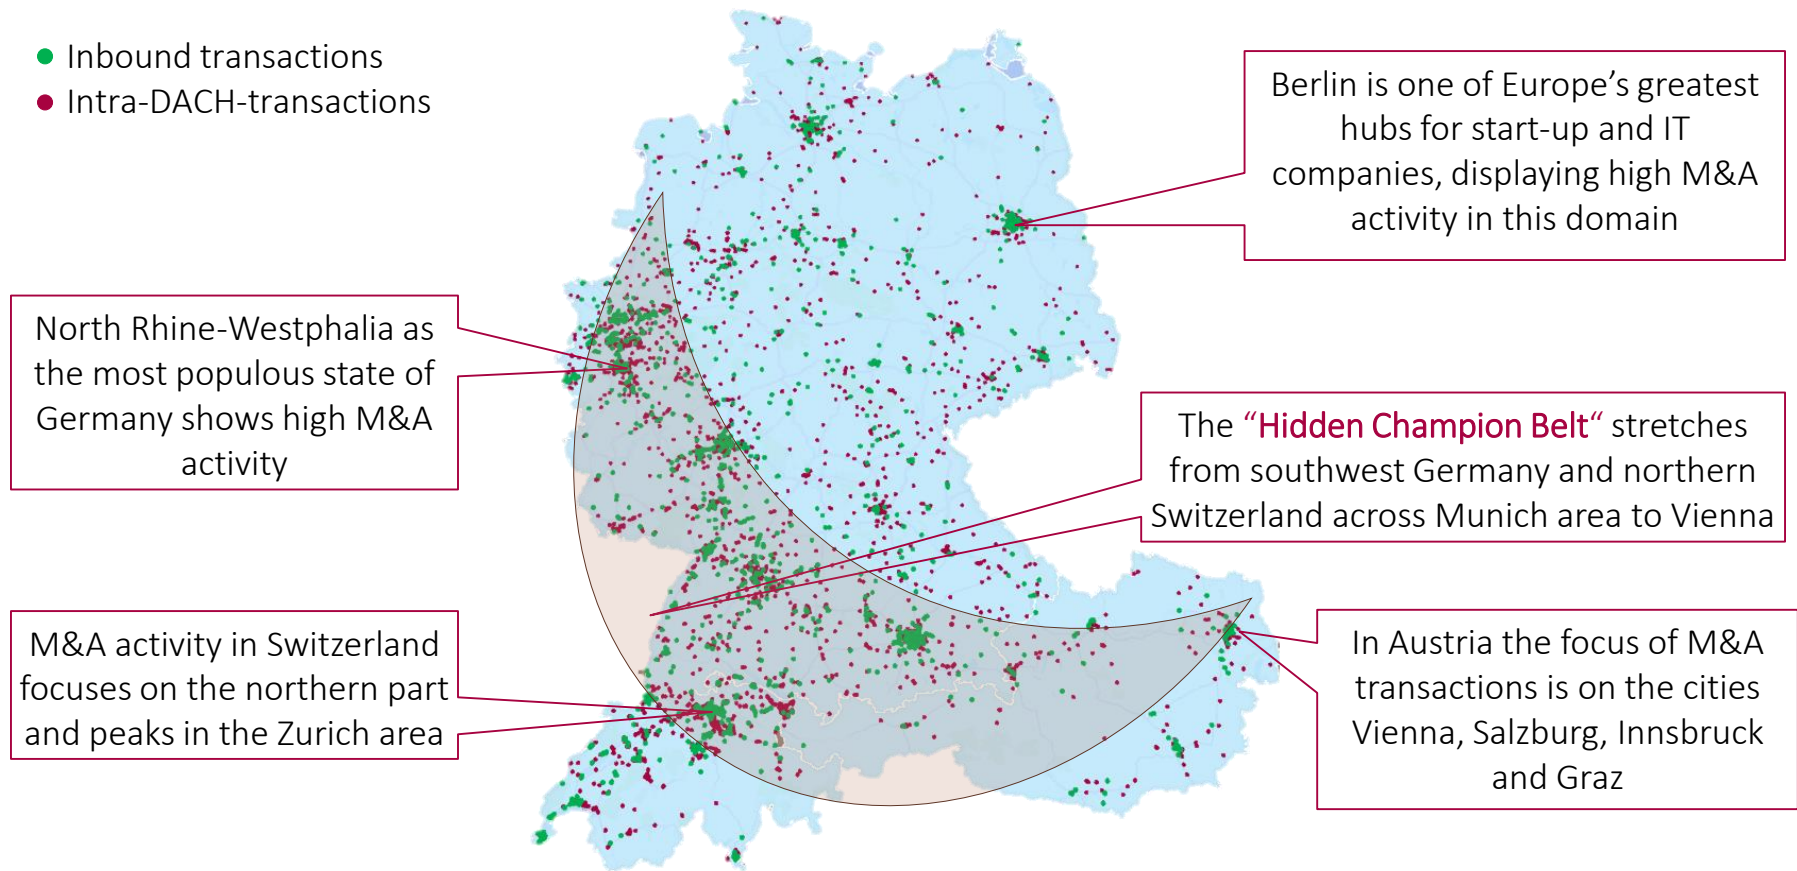 Inbound transactions
Intra-DACH-transactions
Berlin is one of Europe’s greatest
hubs for start-up and IT
companies, displaying high M&A
activity in this domain
North Rhine-Westphalia as
the most populous state of
Germany shows high M&A
activity
The “Hidden Champion Belt“ stretches
from southwest Germany and northern
Switzerland across Munich area to Vienna
M&A activity in Switzerland
focuses on the northern part
and peaks in the Zurich area
In Austria the focus of M&A
transactions is on the cities
Vienna, Salzburg, Innsbruck
and Graz